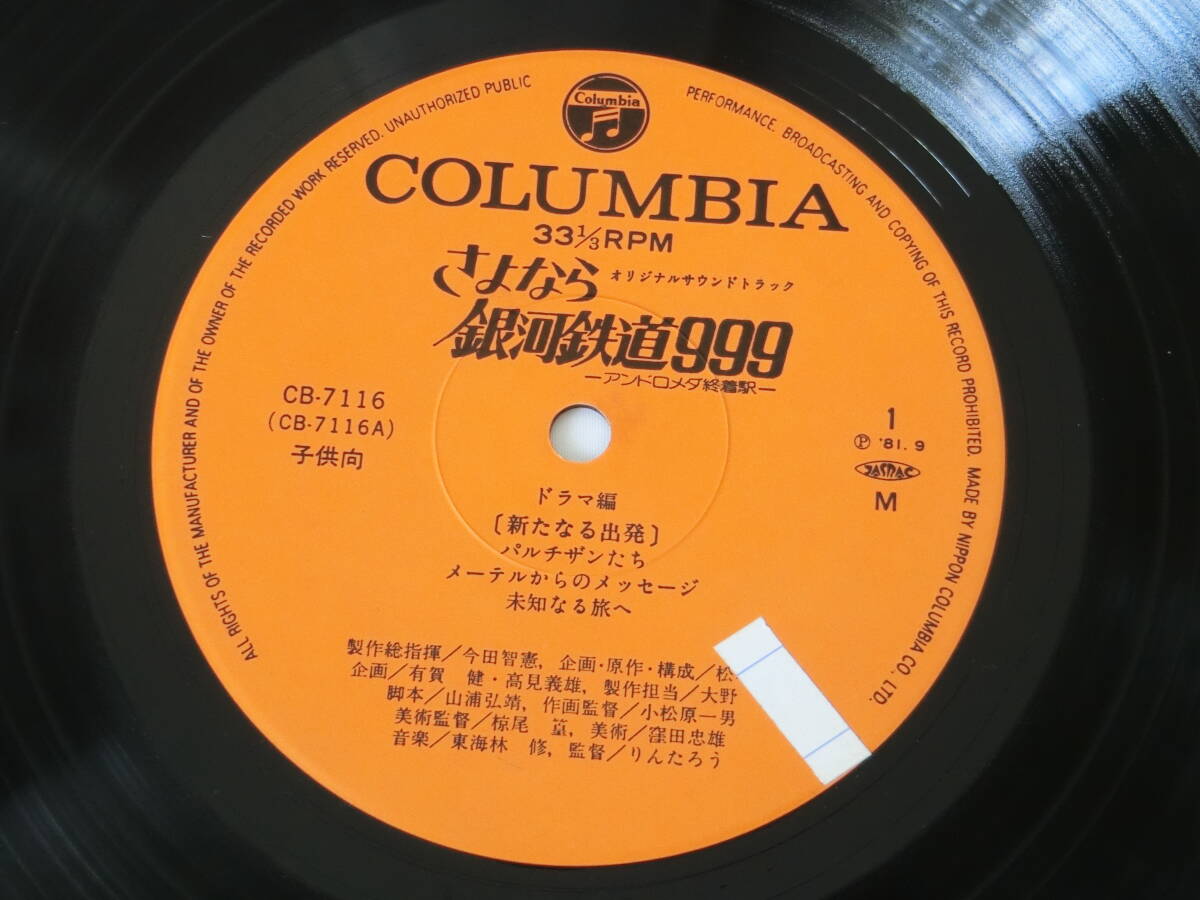 Columbia
ALL RIGHTS OF THE MANUFACTURER AND OF THE OWNER OF THE RECORDED WORK RESERVED. UNAUTHORIZED PUBLIC PERFORMANCE. BROADCASTING AND COPYING OF THIS RECORD PROHIBITED. MADE BY NIPPON COLUMBIA CO. LTD.
COLUMBIA
33 1/3 RPM
さよなら オリジナルサウンドトラック
銀河鉄道999
ーアンドロメダ終着駅ー
CB-7116
(CB-7116A)
子供向
1
Ⓟ '81. 9
JASRAC
M
ドラマ編
〔新たなる出発〕
パルチザンたち
メーテルからのメッセージ
未知なる旅へ
製作総指揮/今田智憲, 企画・原作・構成/松
企画/有賀 健・高見義雄, 製作担当/大野
脚本/山浦弘靖, 作画監督/小松原一男
美術監督/椋尾 篁, 美術/窪田忠雄
音楽/東海林 修, 監督/りんたろう